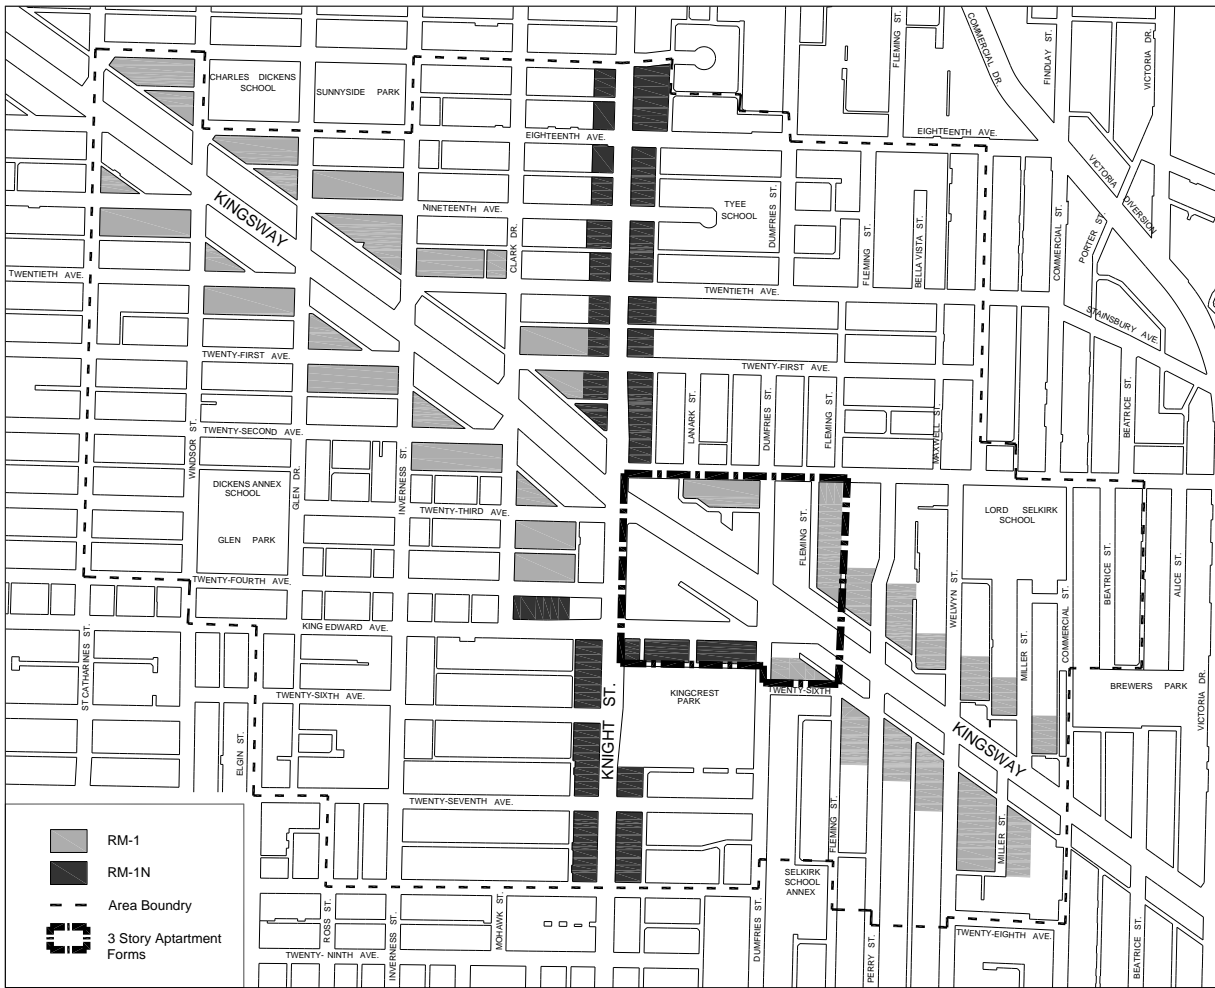 FLEMING ST.
COMMERCIAL DR.
FINDLAY ST.
VICTORIA DR.
CHARLES DICKENS
SCHOOL
SUNNYSIDE PARK
EIGHTEENTH AVE.
EIGHTEENTH AVE.
VICTORIA
DIVERSION
KINGSWAY
NINETEENTH AVE.
CLARK DR.
TYEE
SCHOOL
DUMFRIES ST.
FLEMING ST.
BELLA VISTA ST.
COMMERCIAL ST.
PORTER ST.
TWENTIETH AVE.
TWENTIETH AVE.
STAINSBURY AVE.
TWENTY-FIRST AVE.
TWENTY-FIRST AVE.
WINDSOR ST.
TWENTY-SECOND AVE.
LANARK ST.
DUMFRIES ST.
FLEMING ST.
MAXWELL ST.
BEATRICE ST.
DICKENS ANNEX
SCHOOL
GLEN DR.
INVERNESS ST.
TWENTY-THIRD AVE.
GLEN PARK
FLEMING ST.
LORD SELKIRK
SCHOOL
TWENTY-FOURTH AVE.
WELWYN ST.
BEATRICE ST.
ALICE ST.
KING EDWARD AVE.
MILLER ST.
COMMERCIAL ST.
ST.CATHARINES ST.
TWENTY-SIXTH AVE.
KINGCREST
PARK
TWENTY-SIXTH
BREWERS PARK
VICTORIA DR.
ELGIN ST.
KNIGHT ST.
KINGSWAY
TWENTY-SEVENTH AVE.
FLEMING ST.
MILLER ST.
SELKIRK
SCHOOL
ANNEX
RM-1
RM-1N
Area Boundry
3 Story Aptartment
Forms
ROSS ST.
INVERNESS ST.
MOHAWK ST.
DUMFRIES ST.
PERRY ST.
TWENTY-EIGHTH AVE.
BEATRICE ST.
TWENTY- NINTH AVE.